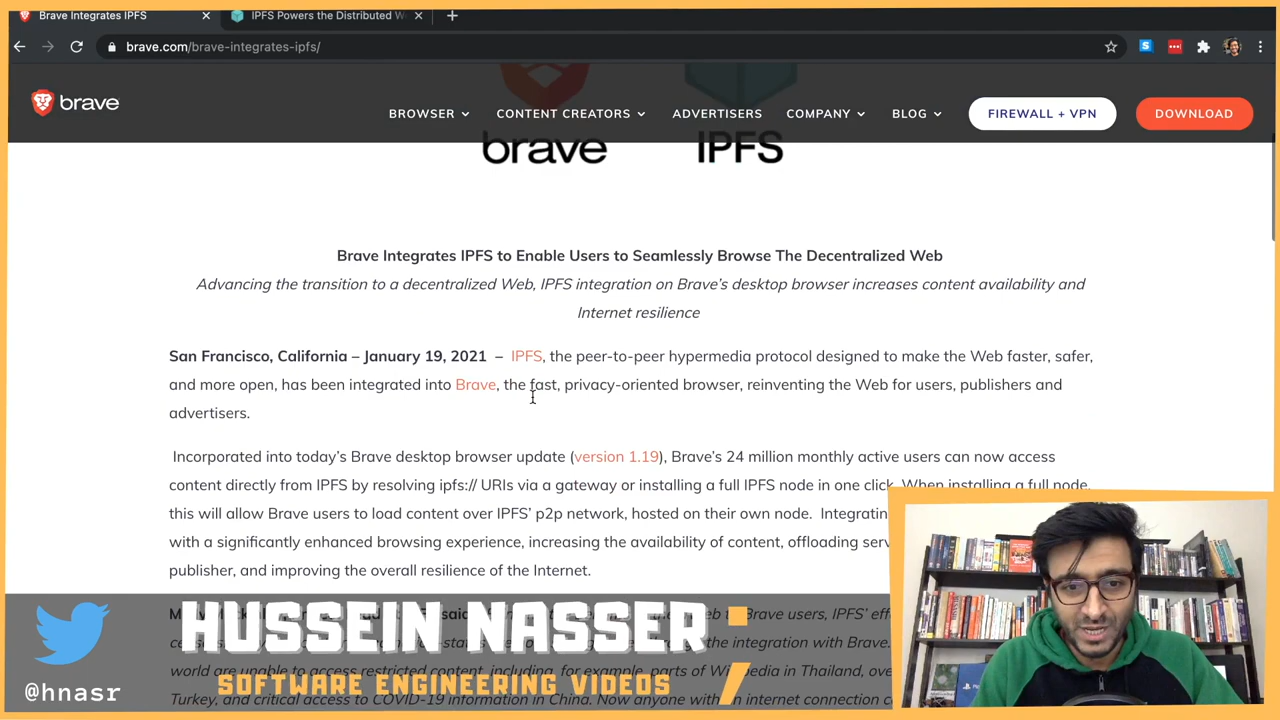 Brave Integrates IPFS
IPFS Powers the Distributed W
brave.com/brave-integrates-ipfs/
brave
BROWSER
CONTENT CREATORS
ADVERTISERS
COMPANY
BLOG
FIREWALL + VPN
DOWNLOAD
brave
IPFS
Brave Integrates IPFS to Enable Users to Seamlessly Browse The Decentralized Web
Advancing the transition to a decentralized Web, IPFS integration on Brave's desktop browser increases content availability and
Internet resilience
San Francisco, California – January 19, 2021 – IPFS, the peer-to-peer hypermedia protocol designed to make the Web faster, safer,
and more open, has been integrated into Brave, the fast, privacy-oriented browser, reinventing the Web for users, publishers and
advertisers.
Incorporated into today's Brave desktop browser update (version 1.19), Brave's 24 million monthly active users can now access
content directly from IPFS by resolving ipfs:// URIs via a gateway or installing a full IPFS node in one click. When installing a full node,
this will allow Brave users to load content over IPFS' p2p network, hosted on their own node. Integratin
with a significantly enhanced browsing experience, increasing the availability of content, offloading serv
publisher, and improving the overall resilience of the Internet.
Brave users, IPFS' eff
the integration with Brave.
world are unable to access restricted content, including, for example, parts of Wikipedia in Thailand, ove
Turkey, and critical access to COVID-19 information in China. Now anyone with an internet connection c
HUSSEIN NASSER
SOFTWARE ENGINEERING VIDEOS
@hnasr